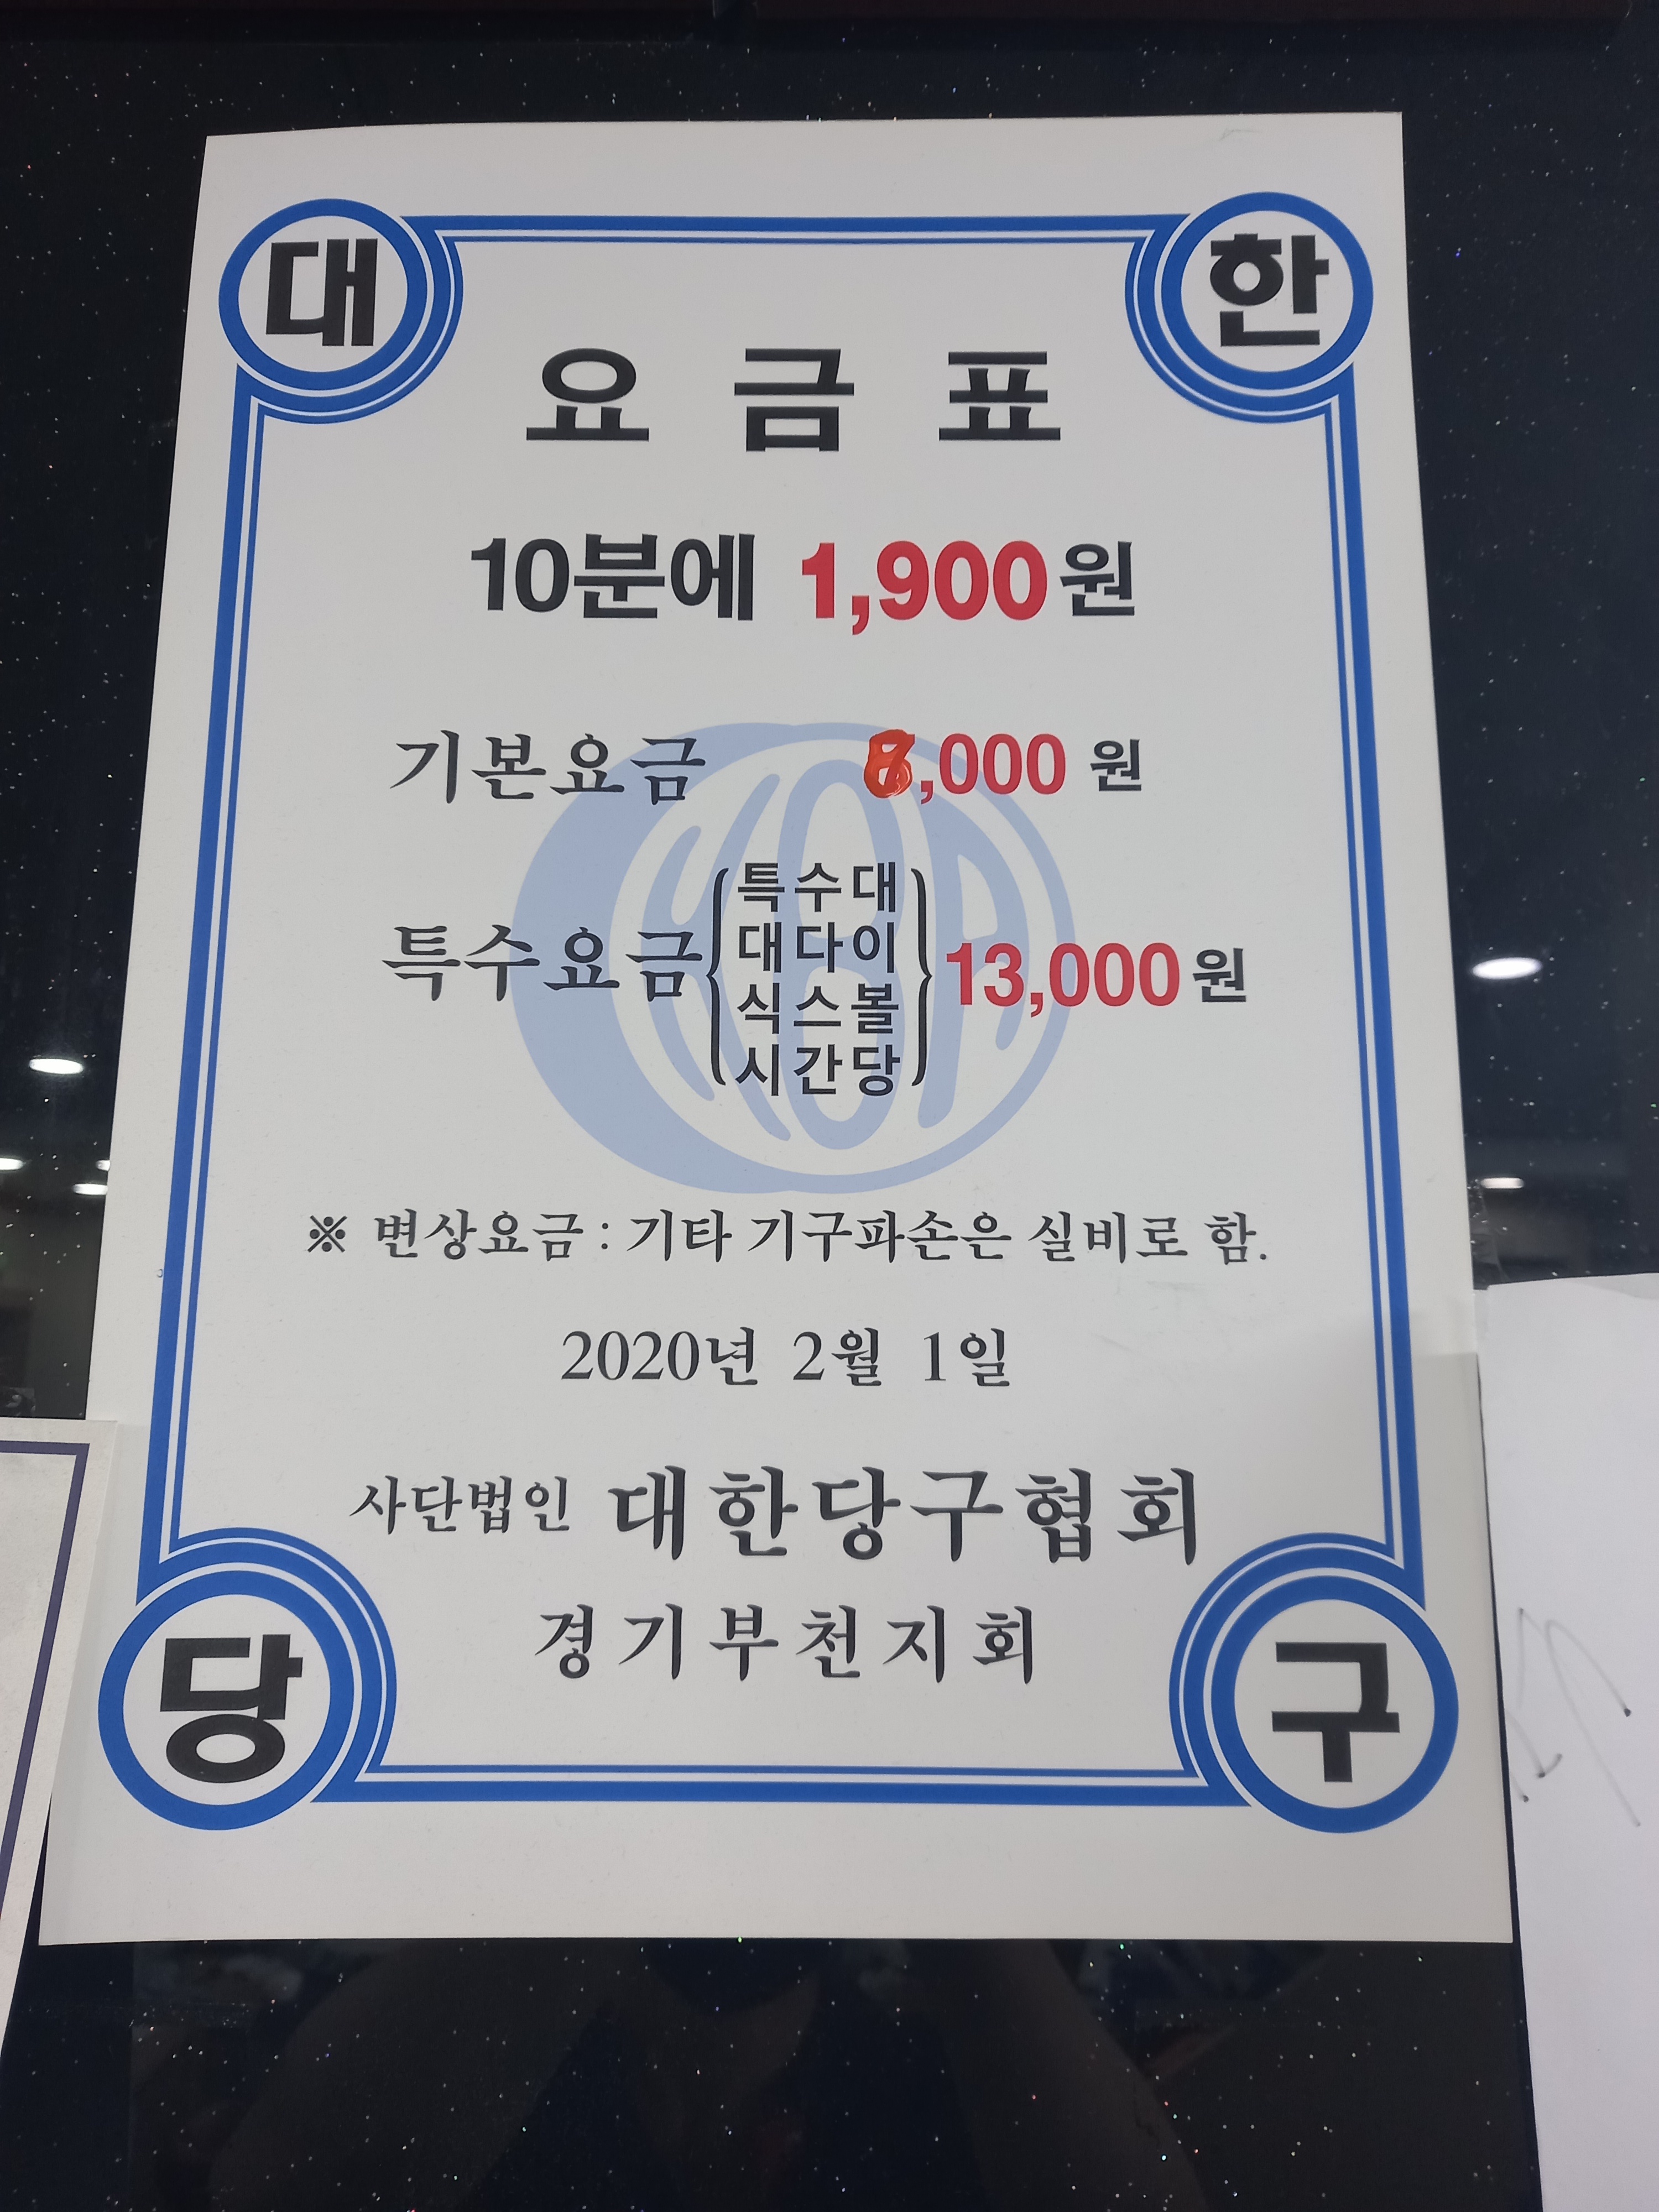 대 한
요 금 표
10분에 1,900원
기본요금 8,000 원
특수요금 특수대 대다이 식스볼 시간당 13,000원
※ 변상요금 : 기타 기구파손은 실비로 함.
2020년 2월 1일
사단법인 대한당구협회
경기부천지회
당 구